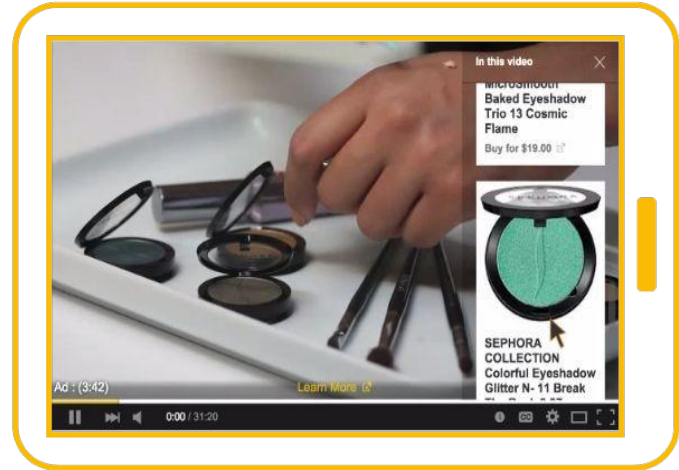 In this video
MicroSmooth
Baked Eyeshadow
Trio 13 Cosmic
Flame
Buy for $19.00
SEPHORA
SEPHORA
COLLECTION
Colorful Eyeshadow
Glitter N- 11 Break
Ad : (3:42)
Learn More
0:00 / 31:20
CC